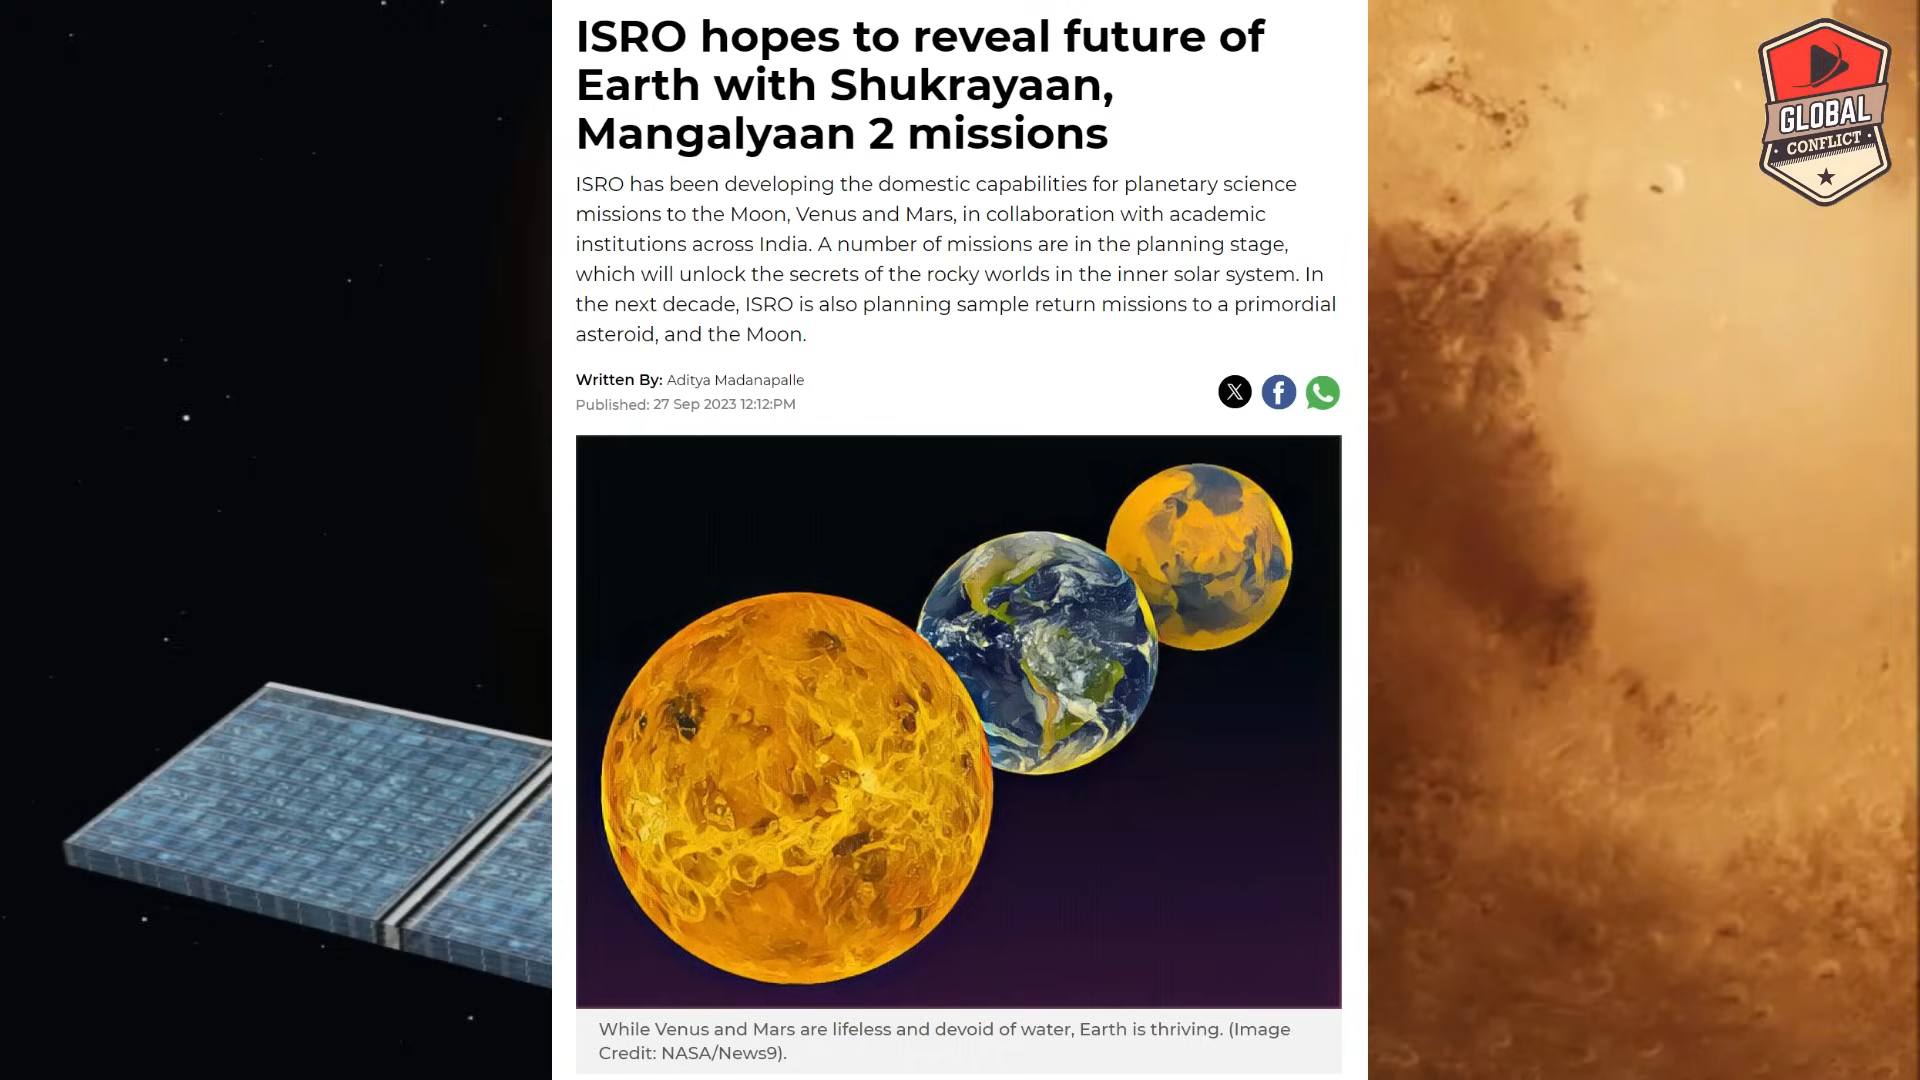 ISRO hopes to reveal future of
Earth with Shukrayaan,
Mangalyaan 2 missions
ISRO has been developing the domestic capabilities for planetary science
missions to the Moon, Venus and Mars, in collaboration with academic
institutions across India. A number of missions are in the planning stage,
which will unlock the secrets of the rocky worlds in the inner solar system. In
the next decade, ISRO is also planning sample return missions to a primordial
asteroid, and the Moon.
Written By: Aditya Madanapalle
Published: 27 Sep 2023 12:12:PM
While Venus and Mars are lifeless and devoid of water, Earth is thriving. (Image
Credit: NASA/News9).
GLOBAL
CONFLICT